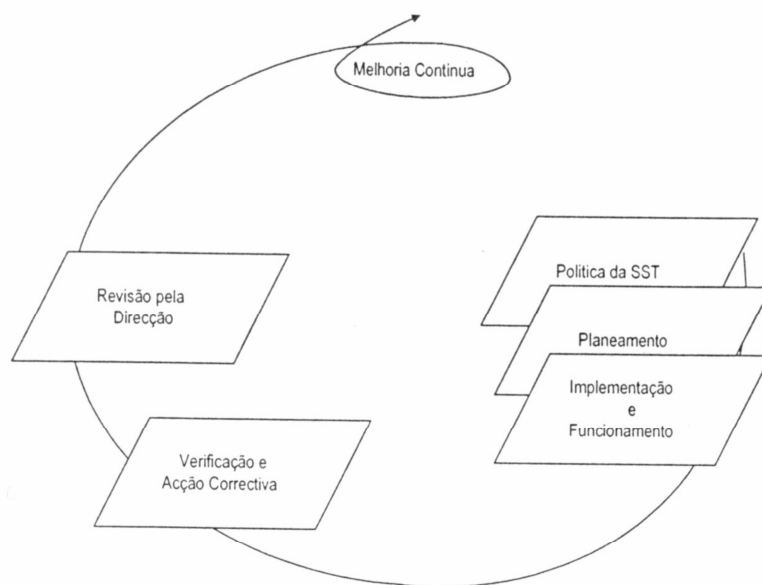 Melhoria Continua
Politica da SST
Planeamento
Implementação
e
Funcionamento
Verificação e
Acção Correctiva
Revisão pela
Direcção